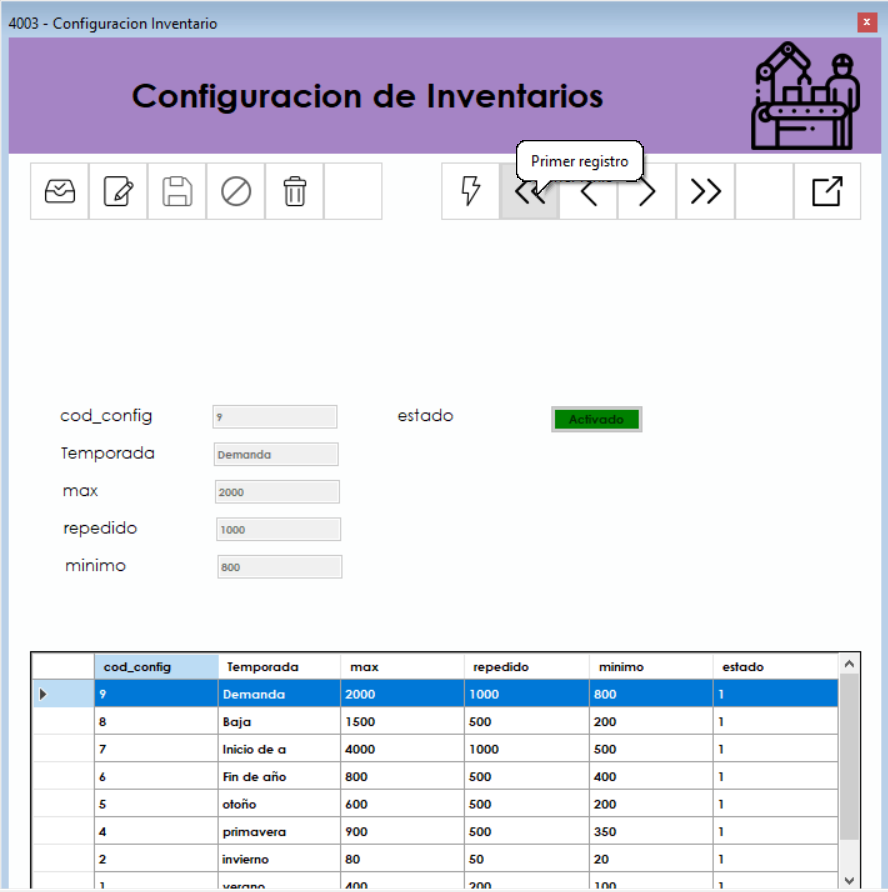 4003 - Configuracion Inventario
x
Configuracion de Inventarios
Primer registro
cod_config 9 estado Activado
Temporada Demanda
max 2000
repedido 1000
minimo 800
cod_config Temporada max repedido minimo estado
9 Demanda 2000 1000 800 1
8 Baja 1500 500 200 1
7 Inicio de a 4000 1000 500 1
6 Fin de año 800 500 400 1
5 otoño 600 500 200 1
4 primavera 900 500 350 1
2 invierno 80 50 20 1
1 verano 400 200 100 1